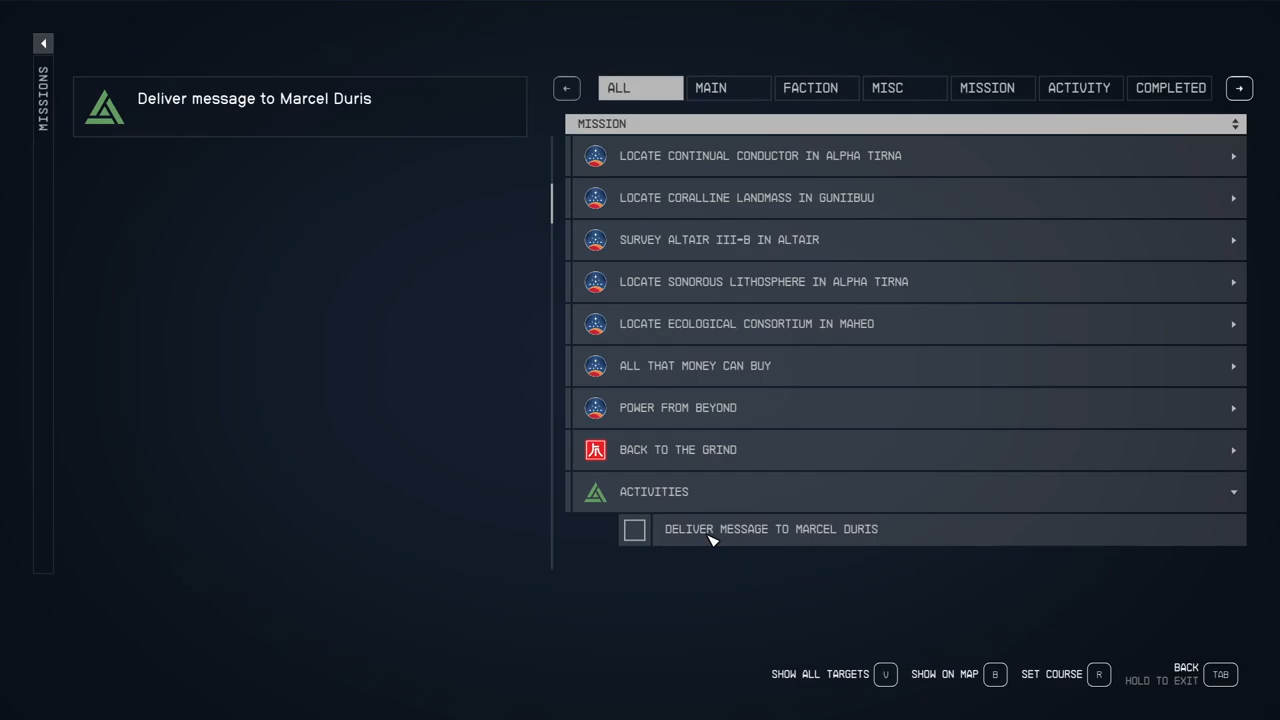 MISSIONS
Deliver message to Marcel Duris
ALL MAIN FACTION MISC MISSION ACTIVITY COMPLETED
MISSION
LOCATE CONTINUAL CONDUCTOR IN ALPHA TIRNA
LOCATE CORALLINE LANDMASS IN GUNIIBUU
SURVEY ALTAIR III-B IN ALTAIR
LOCATE SONOROUS LITHOSPHERE IN ALPHA TIRNA
LOCATE ECOLOGICAL CONSORTIUM IN MAHEO
ALL THAT MONEY CAN BUY
POWER FROM BEYOND
BACK TO THE GRIND
ACTIVITIES
DELIVER MESSAGE TO MARCEL DURIS
SHOW ALL TARGETS V SHOW ON MAP B SET COURSE R BACK TAB
HOLD TO EXIT